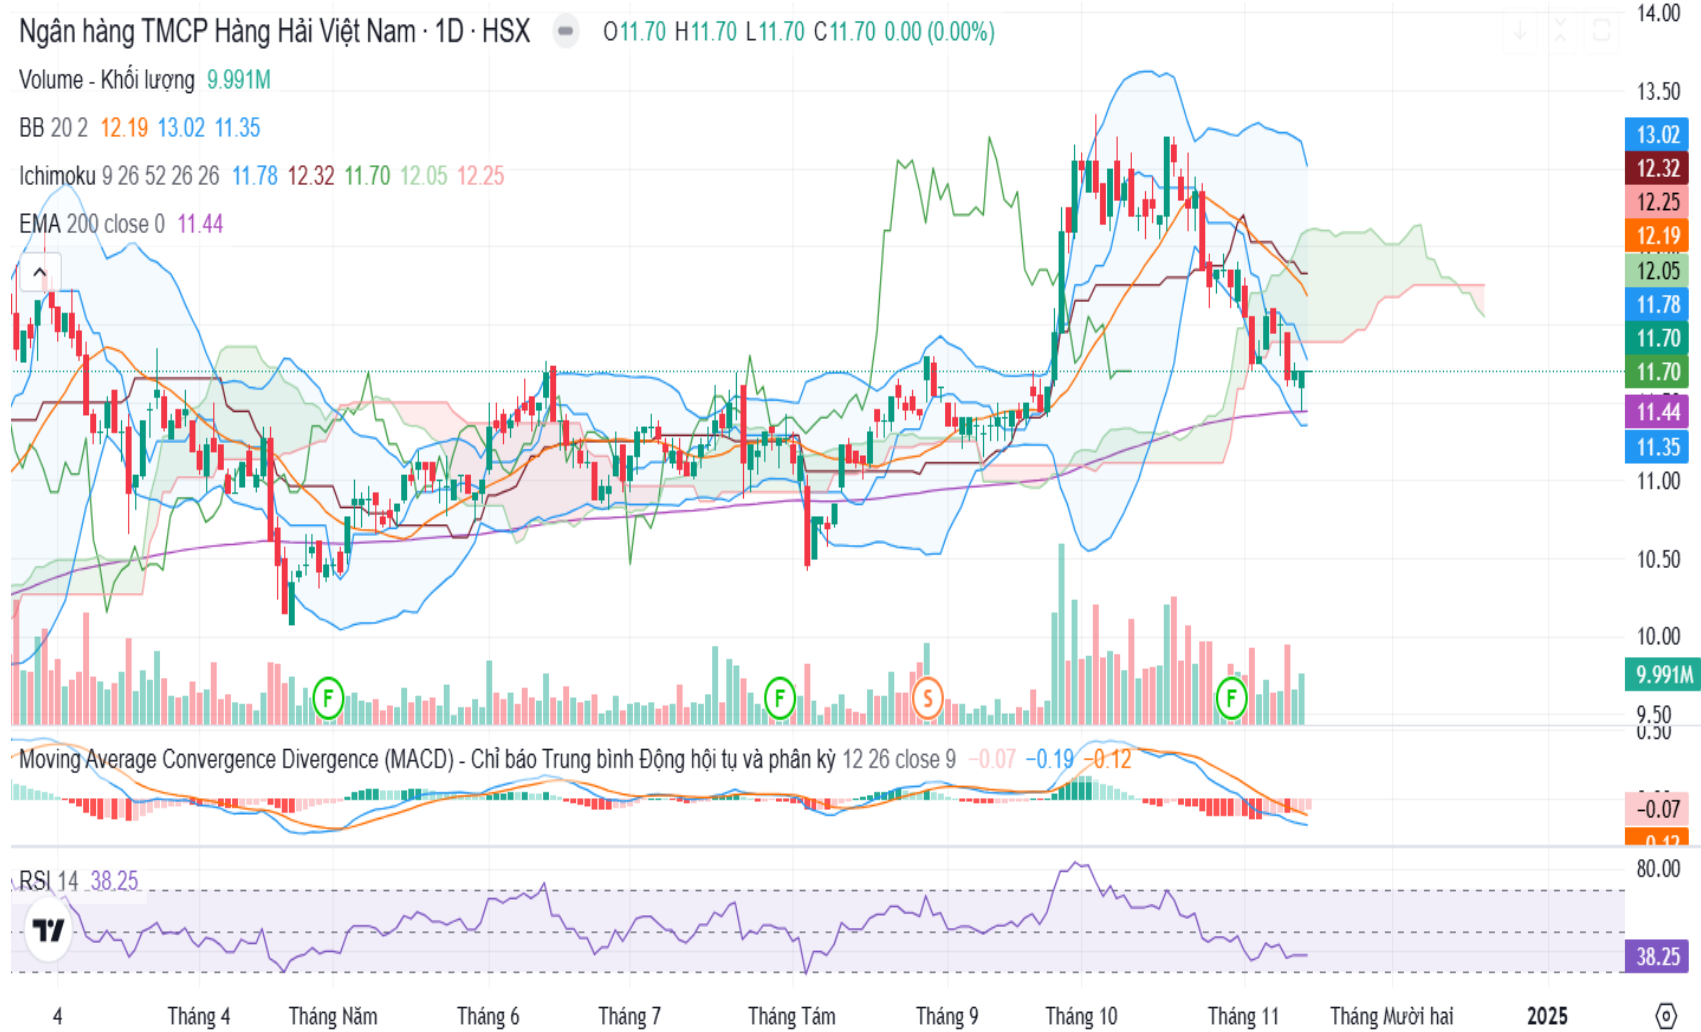 Ngân hàng TMCP Hàng Hải Việt Nam · 1D · HSX O11.70 H11.70 L11.70 C11.70 0.00 (0.00%)
Volume - Khối lượng 9.991M
BB 20 2 12.19 13.02 11.35
Ichimoku 9 26 52 26 26 11.78 12.32 11.70 12.05 12.25
EMA 200 close 0 11.44
14.00
13.50
13.02
12.32
12.25
12.19
12.05
11.78
11.70
11.70
11.44
11.35
11.00
10.50
10.00
9.991M
9.50
F
F
S
F
0.50
Moving Average Convergence Divergence (MACD) - Chỉ báo Trung bình Động hội tụ và phân kỳ 12 26 close 9 −0.07 −0.19 −0.12
−0.07
−0.12
RSI 14 38.25
80.00
38.25
4 Tháng 4 Tháng Năm Tháng 6 Tháng 7 Tháng Tám Tháng 9 Tháng 10 Tháng 11 Tháng Mười hai 2025